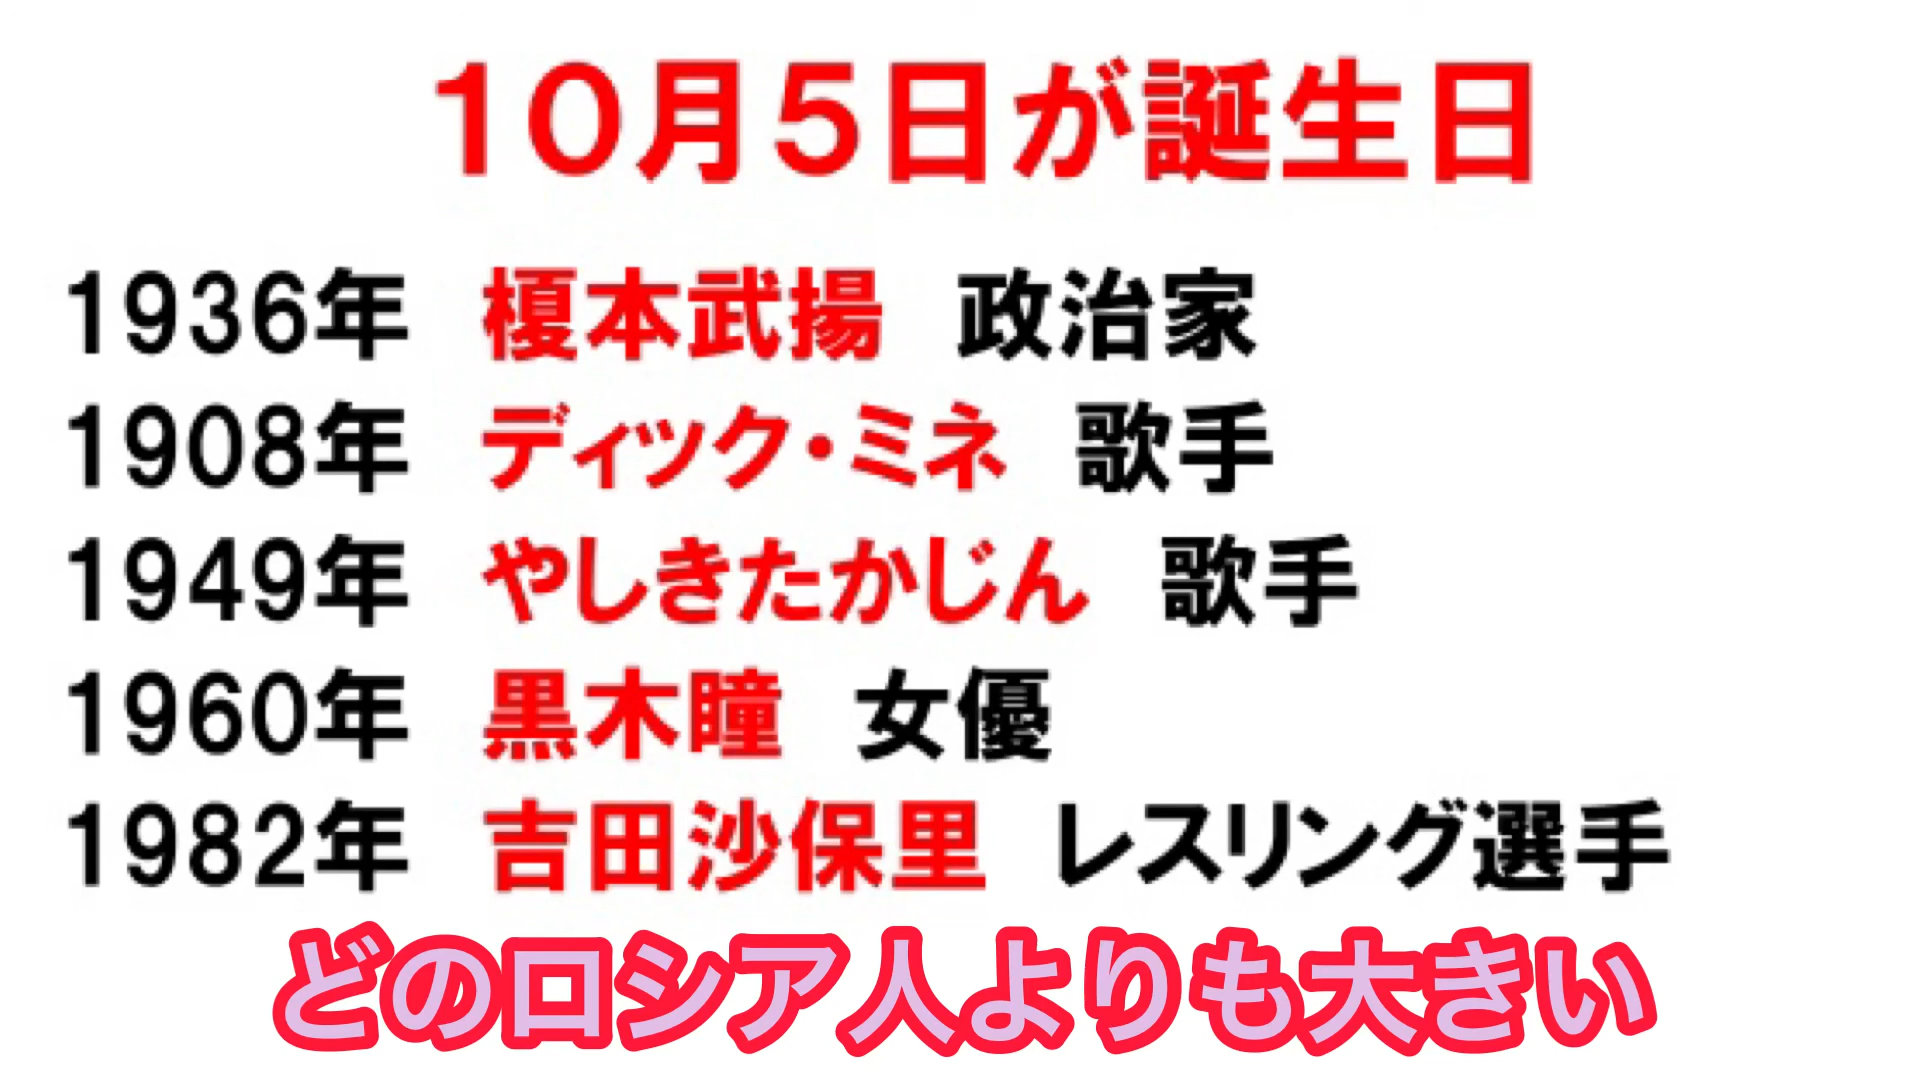 10月5日が誕生日
1936年 榎本武揚 政治家
1908年 ディック・ミネ 歌手
1949年 やしきたかじん 歌手
1960年 黒木瞳 女優
1982年 吉田沙保里 レスリング選手
どのロシア人よりも大きい